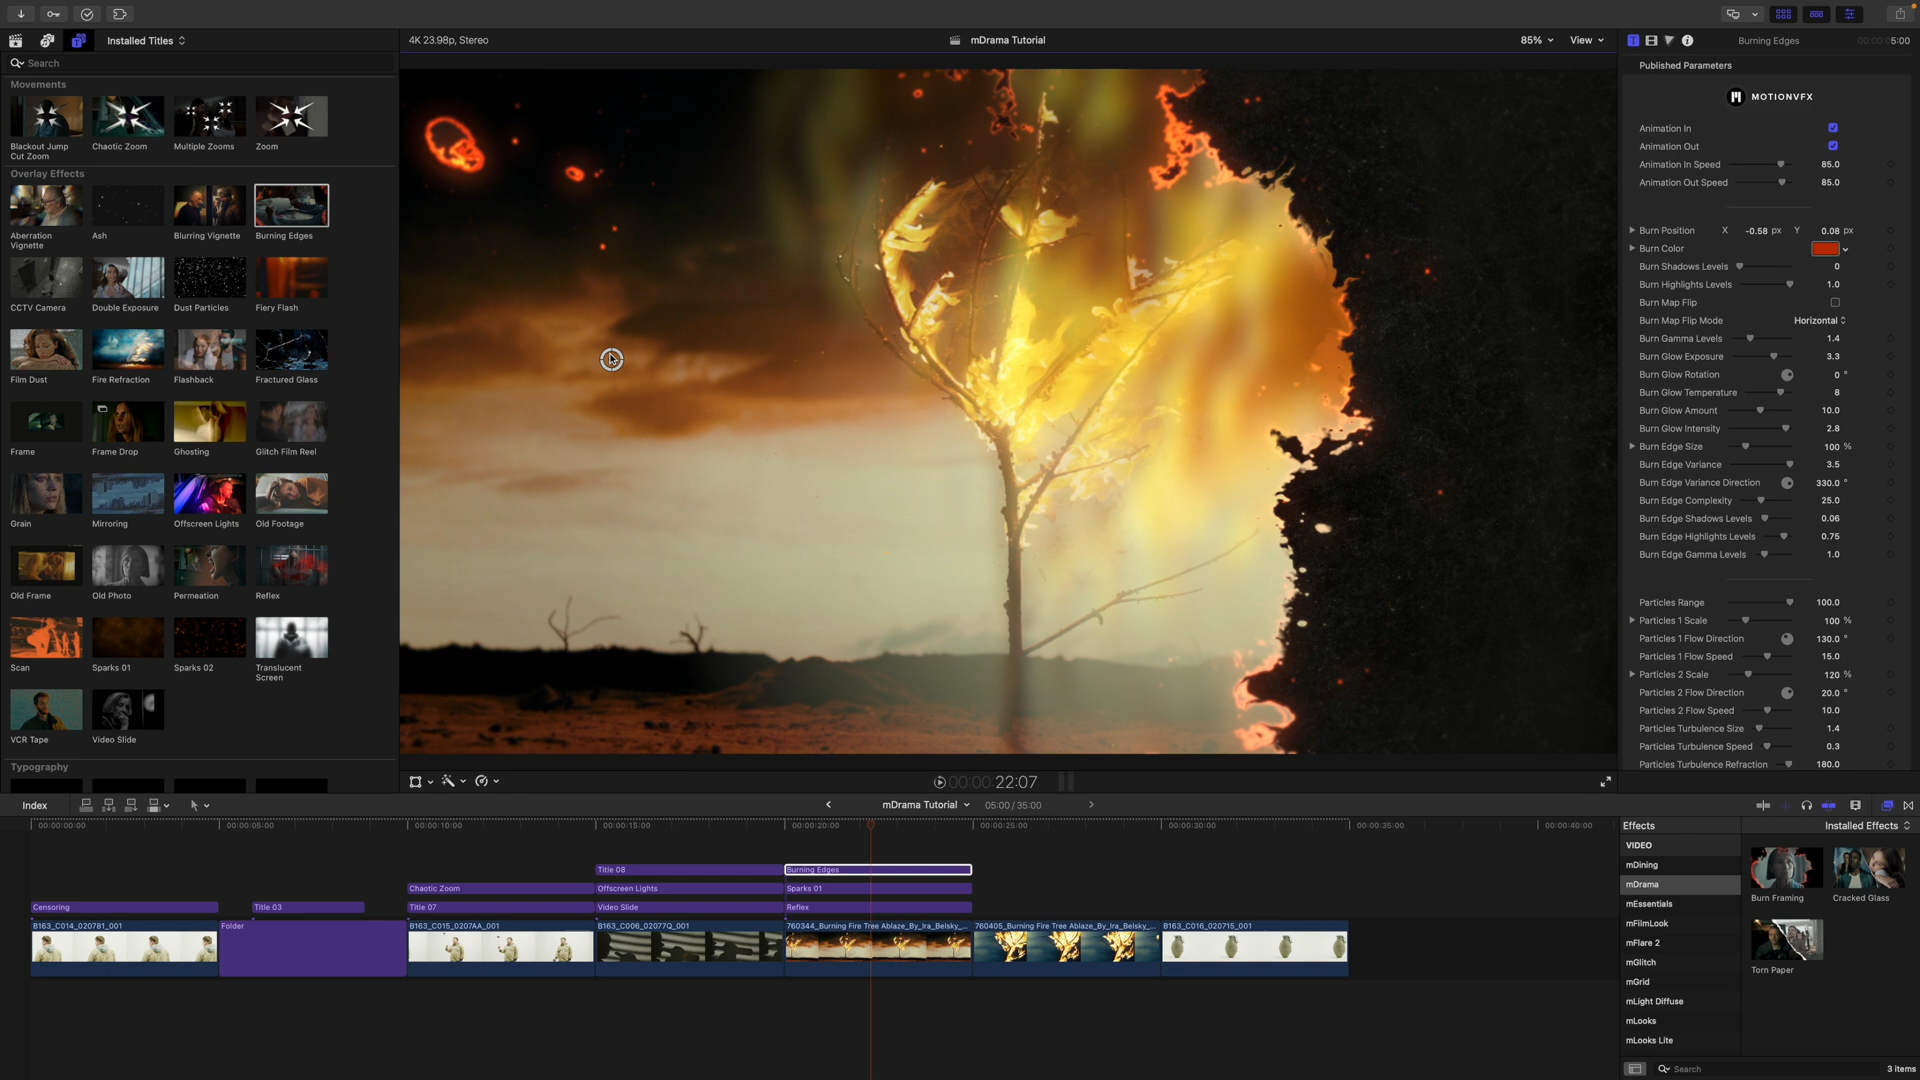 Installed Titles
4K 23.98p, Stereo
mDrama Tutorial
85%
View
Burning Edges
00:00:05:00
Search
Published Parameters
Movements
MOTIONVFX
Blackout Jump Cut Zoom
Chaotic Zoom
Multiple Zooms
Zoom
Overlay Effects
Aberration Vignette
Ash
Blurring Vignette
Burning Edges
CCTV Camera
Double Exposure
Dust Particles
Fiery Flash
Film Dust
Fire Refraction
Flashback
Fractured Glass
Frame
Frame Drop
Ghosting
Glitch Film Reel
Grain
Mirroring
Offscreen Lights
Old Footage
Old Frame
Old Photo
Permeation
Reflex
Scan
Sparks 01
Sparks 02
Translucent Screen
VCR Tape
Video Slide
Typography
Animation In
Animation Out
Animation In Speed 85.0
Animation Out Speed 85.0
Burn Position X -0.58 px Y 0.08 px
Burn Color
Burn Shadows Levels 0
Burn Highlights Levels 1.0
Burn Map Flip
Burn Map Flip Mode Horizontal
Burn Gamma Levels 1.4
Burn Glow Exposure 3.3
Burn Glow Rotation 0 °
Burn Glow Temperature 8
Burn Glow Amount 10.0
Burn Glow Intensity 2.8
Burn Edge Size 100 %
Burn Edge Variance 3.5
Burn Edge Variance Direction 330.0 °
Burn Edge Complexity 25.0
Burn Edge Shadows Levels 0.06
Burn Edge Highlights Levels 0.75
Burn Edge Gamma Levels 1.0
Particles Range 100.0
Particles 1 Scale 100 %
Particles 1 Flow Direction 130.0 °
Particles 1 Flow Speed 15.0
Particles 2 Scale 120 %
Particles 2 Flow Direction 20.0 °
Particles 2 Flow Speed 10.0
Particles Turbulence Size 1.4
Particles Turbulence Speed 0.3
Particles Turbulence Refraction 180.0
00:00:22:07
Index
mDrama Tutorial
05:00 / 35:00
00:00:00:00
00:00:05:00
00:00:10:00
00:00:15:00
00:00:20:00
00:00:25:00
00:00:30:00
00:00:35:00
00:00:40:00
Title 08
Burning Edges
Chaotic Zoom
Offscreen Lights
Sparks 01
Censoring
Title 03
Title 07
Video Slide
Reflex
B163_C014_020781_001
Folder
B163_C015_0207AA_001
B163_C006_02077Q_001
760344_Burning Fire Tree Ablaze_By_Ira_Belsky_...
760405_Burning Fire Tree Ablaze_By_Ira_Belsky_...
B163_C016_020715_001
Effects
Installed Effects
VIDEO
mDining
mDrama
mEssentials
mFilmLook
mFlare 2
mGlitch
mGrid
mLight Diffuse
mLooks
mLooks Lite
Burn Framing
Cracked Glass
Torn Paper
Search
3 items